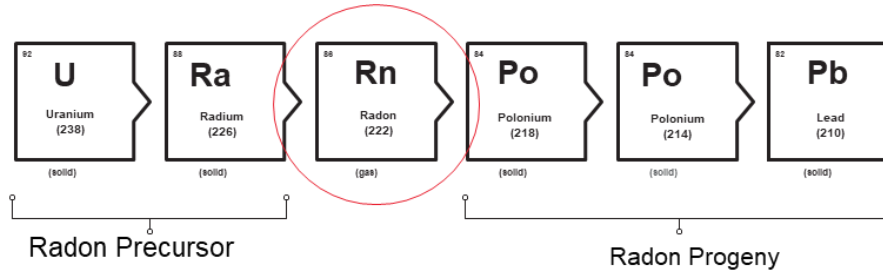 92
U
Uranium
(238)
(solid)
88
Ra
Radium
(226)
(solid)
86
Rn
Radon
(222)
(gas)
84
Po
Polonium
(218)
(solid)
84
Po
Polonium
(214)
(solid)
82
Pb
Lead
(210)
(solid)
Radon Precursor
Radon Progeny